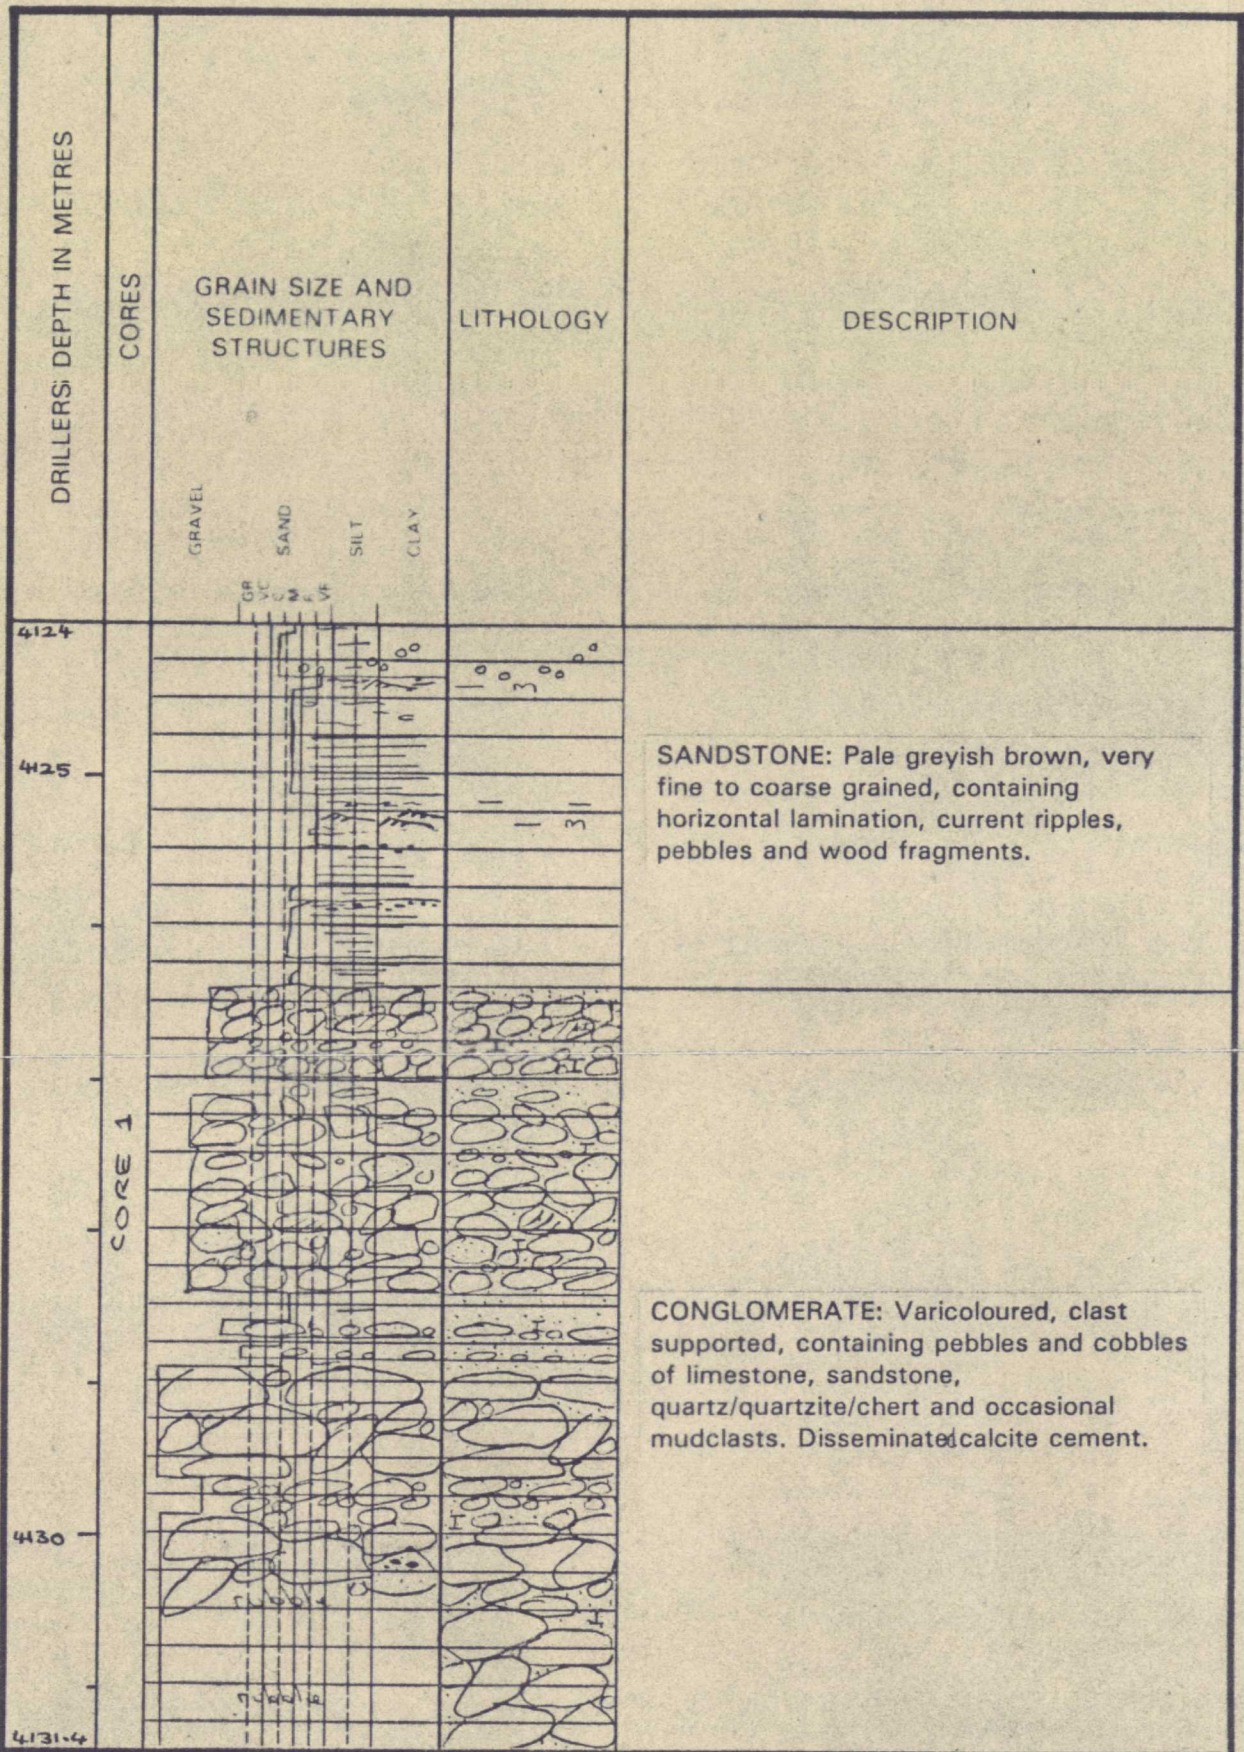 DRILLERS' DEPTH IN METRES
CORES
GRAIN SIZE AND
SEDIMENTARY
STRUCTURES
LITHOLOGY
DESCRIPTION
GRAVEL
SAND
SILT
CLAY
GR VC C M F VF
4124
4125
SANDSTONE: Pale greyish brown, very
fine to coarse grained, containing
horizontal lamination, current ripples,
pebbles and wood fragments.
CORE 1
CONGLOMERATE: Varicoloured, clast
supported, containing pebbles and cobbles
of limestone, sandstone,
quartz/quartzite/chert and occasional
mudclasts. Disseminated calcite cement.
4130
4131.4